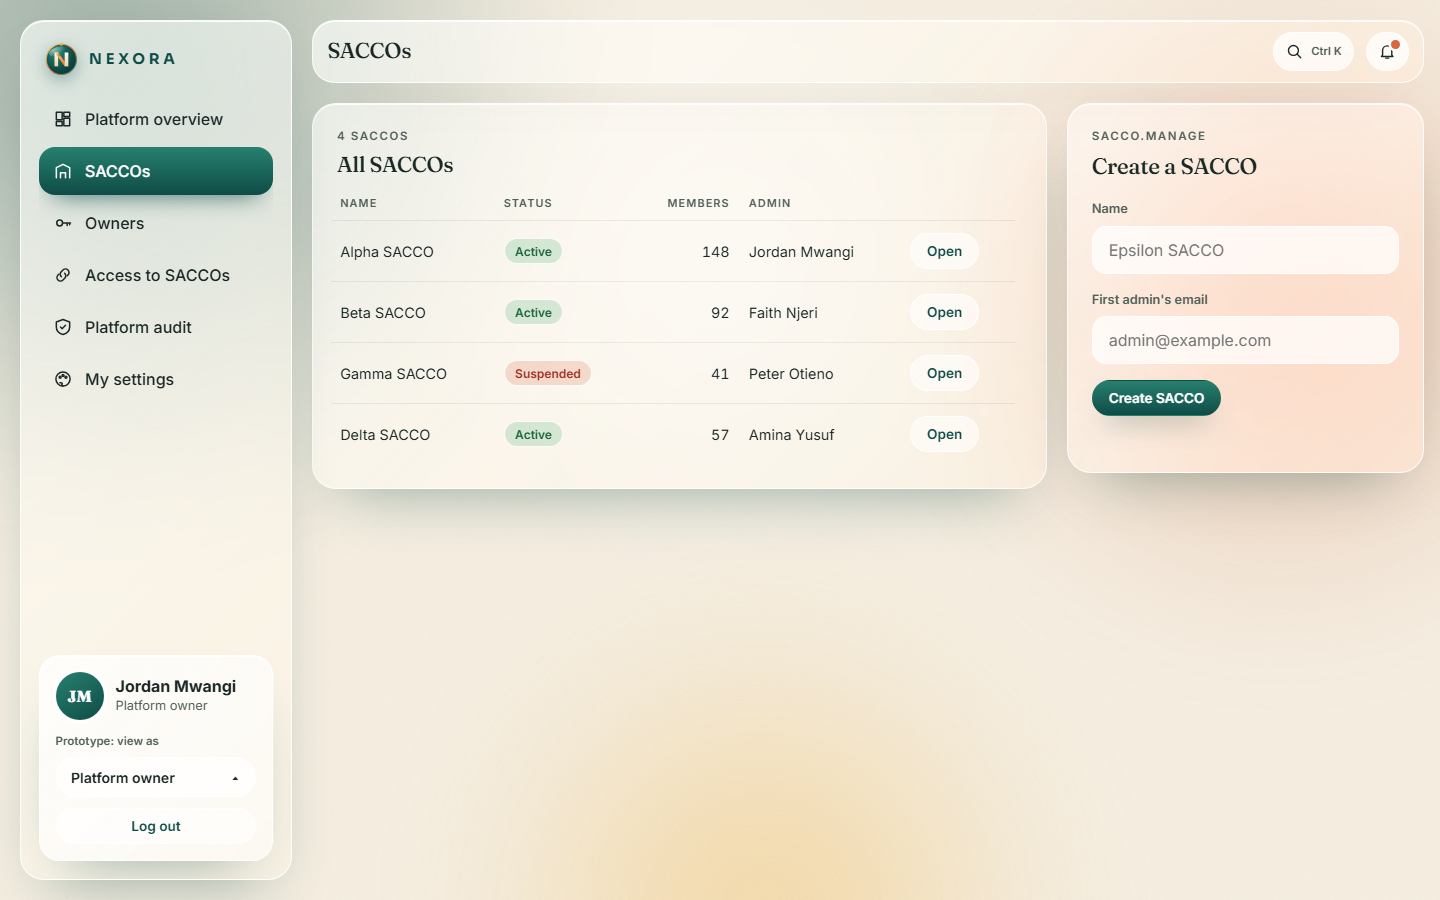 NEXORA
Platform overview
SACCOs
Owners
Access to SACCOs
Platform audit
My settings
JM
Jordan Mwangi
Platform owner
Prototype: view as
Platform owner
Log out
SACCOs
Ctrl K
4 SACCOS
All SACCOs
NAME STATUS MEMBERS ADMIN
Alpha SACCO Active 148 Jordan Mwangi Open
Beta SACCO Active 92 Faith Njeri Open
Gamma SACCO Suspended 41 Peter Otieno Open
Delta SACCO Active 57 Amina Yusuf Open
SACCO.MANAGE
Create a SACCO
Name
Epsilon SACCO
First admin's email
admin@example.com
Create SACCO